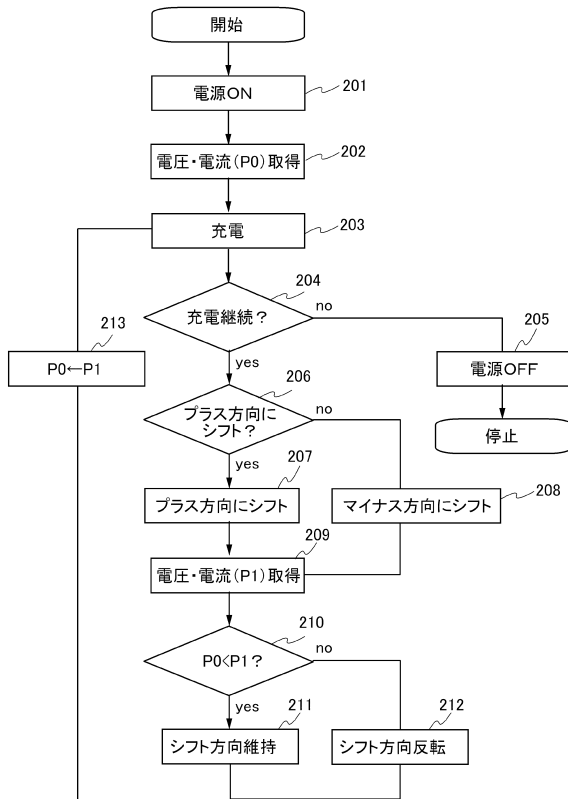 開始
電源ON
201
電圧・電流(P0)取得
202
充電
203
204
充電継続？
no
yes
213
P0←P1
205
電源OFF
停止
206
プラス方向に
シフト？
no
yes
207
プラス方向にシフト
マイナス方向にシフト
208
209
電圧・電流(P1)取得
210
P0<P1？
no
yes
211
シフト方向維持
212
シフト方向反転